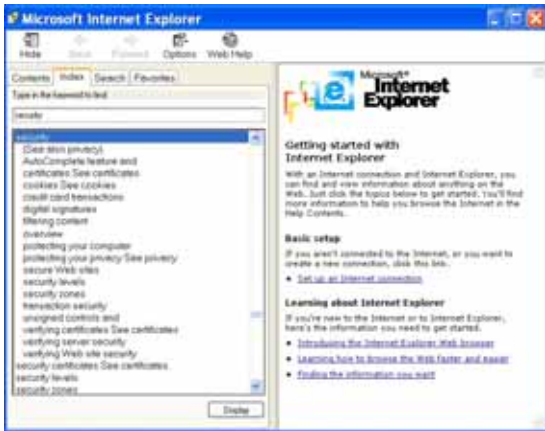 Microsoft Internet Explorer
Hide Back Forward Options Web Help
Contents Index Search Favorites
Type in the keyword to find:
security
security
(See also privacy)
AutoComplete feature and
certificates See certificates
cookies See cookies
credit card transactions
digital signatures
filtering content
overview
protecting your computer
protecting your privacy See privacy
secure Web sites
security levels
security zones
transaction security
unsigned controls and
verifying certificates See certificates
verifying server security
verifying Web site security
security certificates See certificates
security levels
security zones
Display
Microsoft
Internet
Explorer
Getting started with
Internet Explorer
With an Internet connection and Internet Explorer, you
can find and view information about anything on the
Web. Just click the topics below to get started. You'll find
more information to help you browse the Internet in the
Help Contents.
Basic setup
If you aren't connected to the Internet, or you want to
create a new connection, click this link.
• Set up an Internet connection
Learning about Internet Explorer
If you're new to the Internet or to Internet Explorer,
here's the information you need to get started.
• Introducing the Internet Explorer Web browser
• Learning how to browse the Web faster and easier
• Finding the information you want